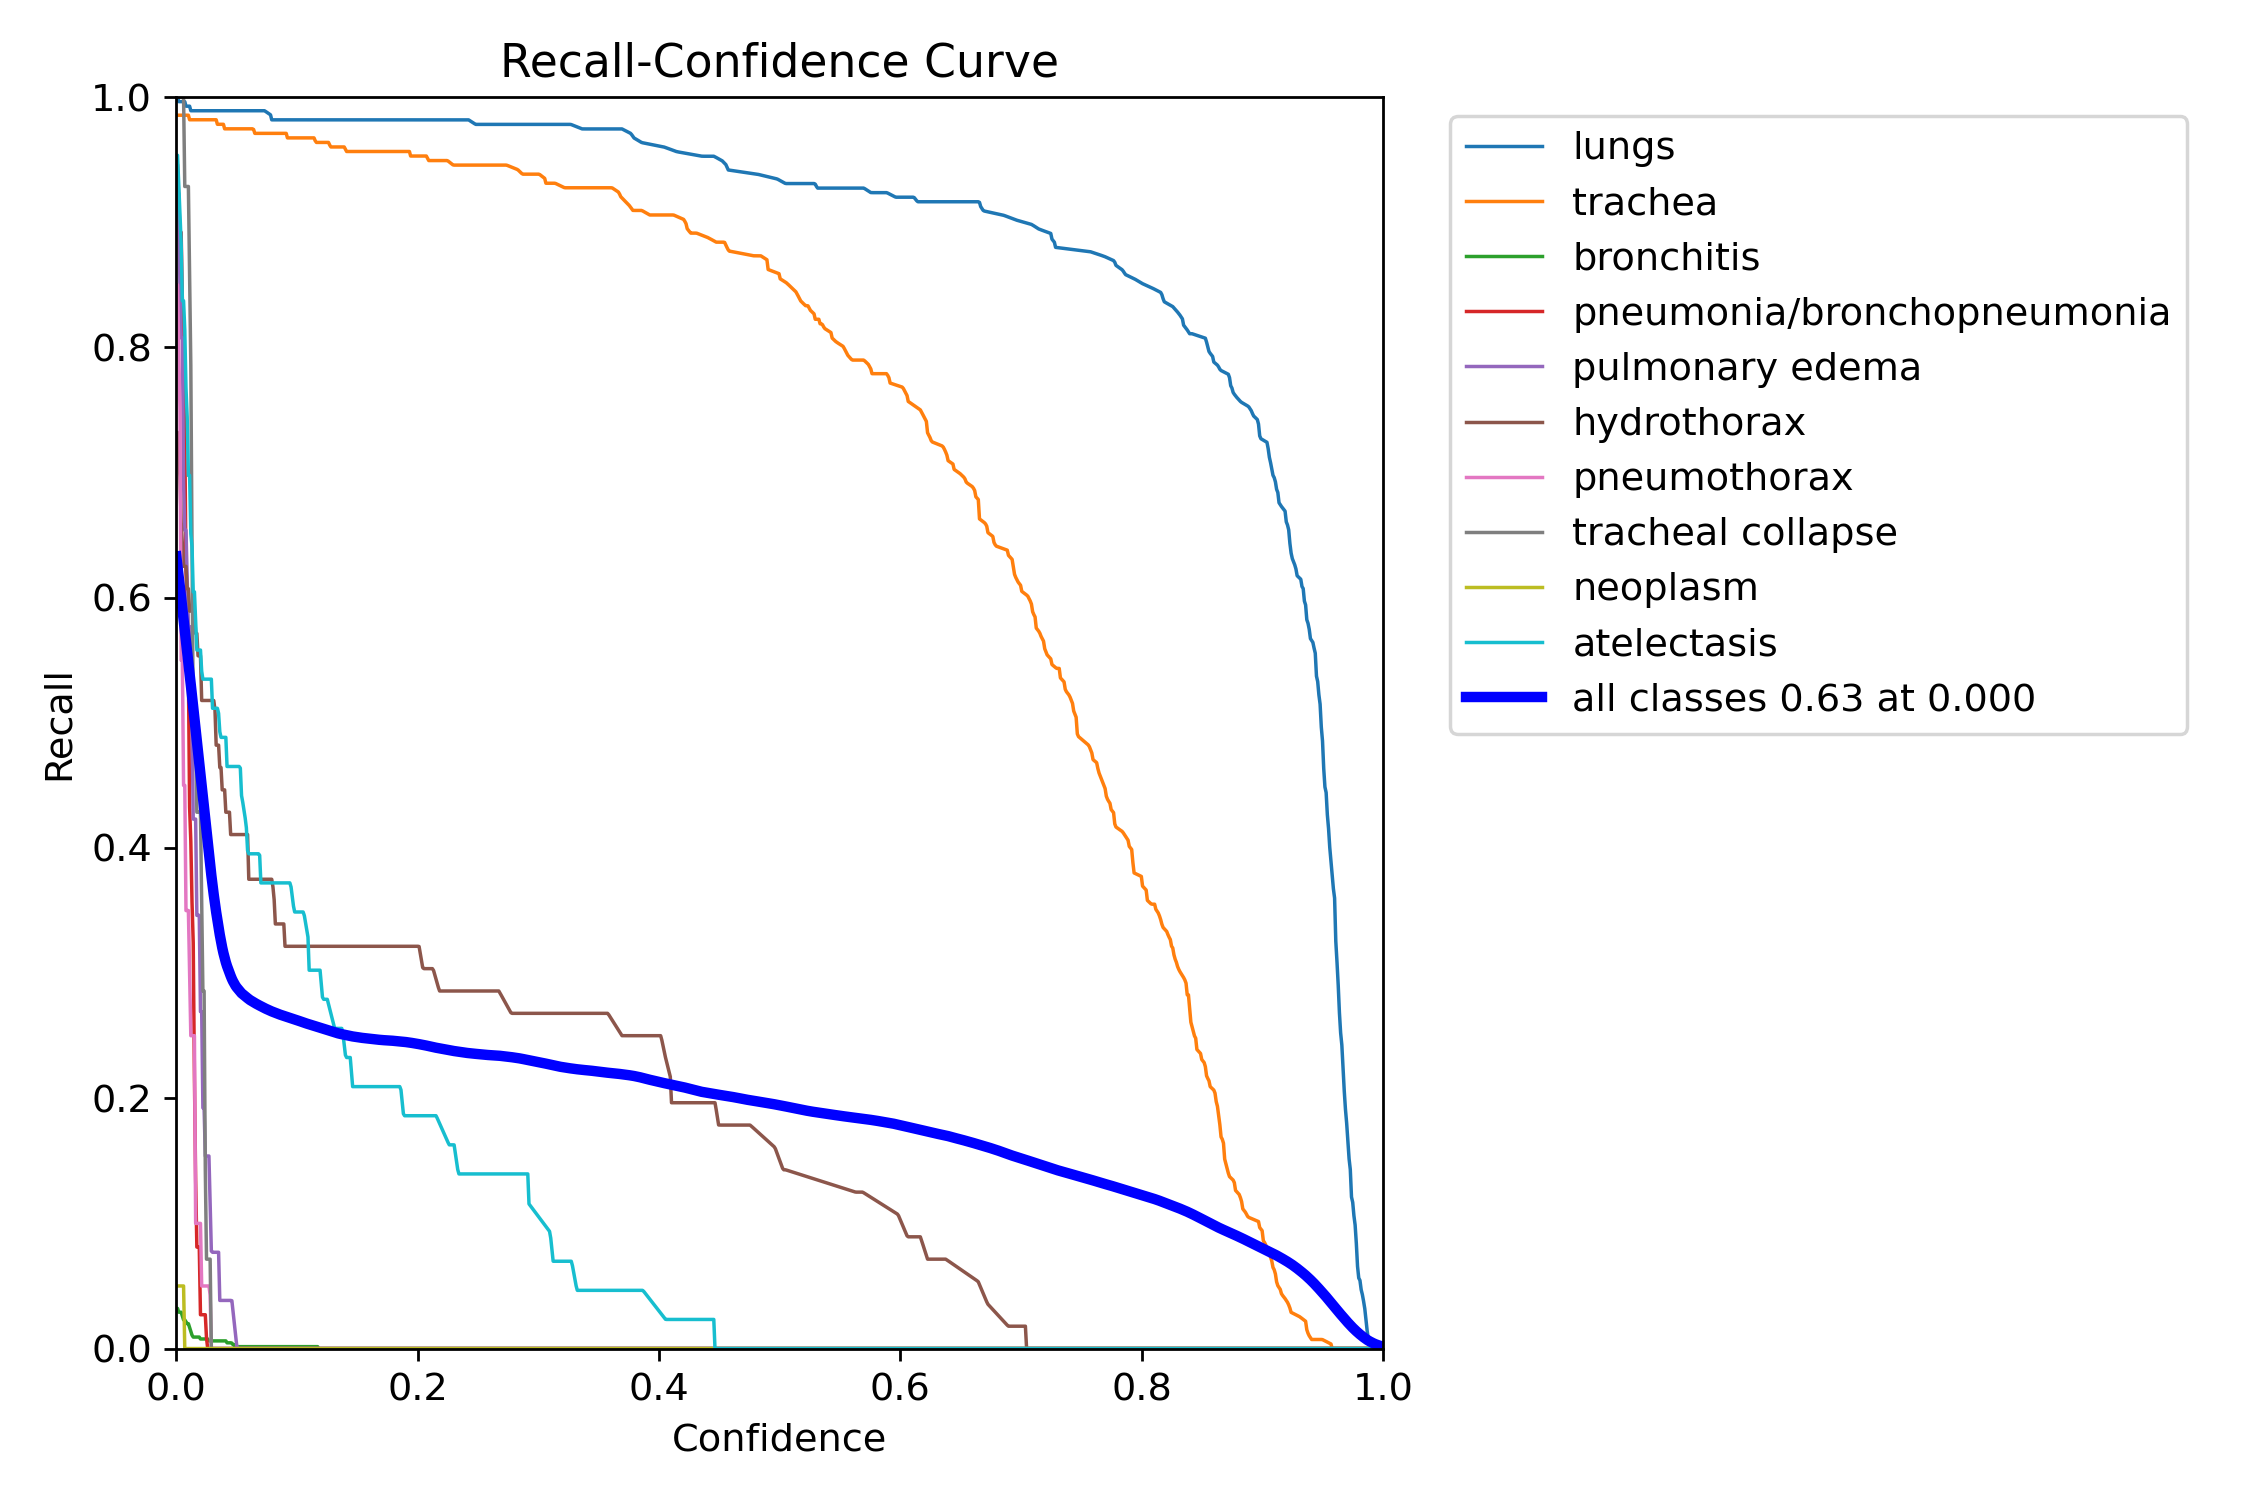 Recall-Confidence Curve
1.0
0.8
0.6
0.4
0.2
0.0
Recall
0.0 0.2 0.4 0.6 0.8 1.0
Confidence
lungs
trachea
bronchitis
pneumonia/bronchopneumonia
pulmonary edema
hydrothorax
pneumothorax
tracheal collapse
neoplasm
atelectasis
all classes 0.63 at 0.000